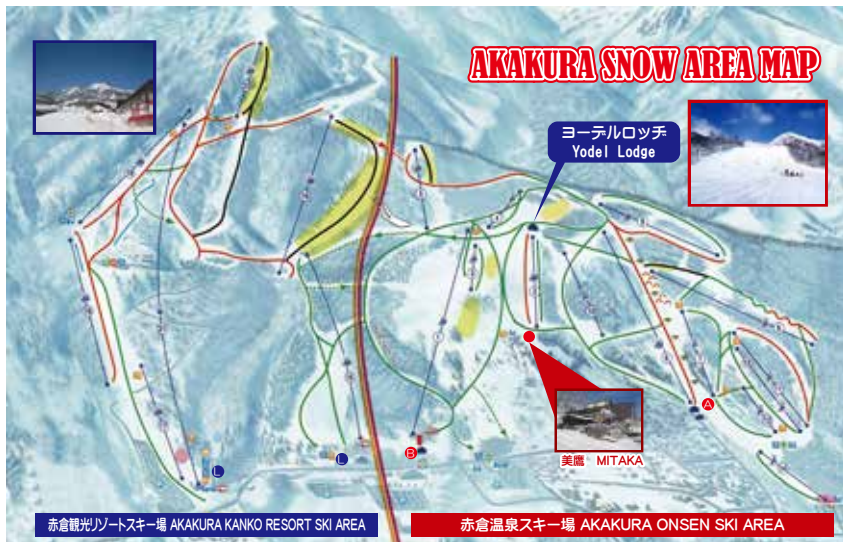 AKAKURA SNOW AREA MAP
ヨーデルロッヂ
Yodel Lodge
A
B
L
L
美鷹 MITAKA
赤倉観光リゾートスキー場 AKAKURA KANKO RESORT SKI AREA
赤倉温泉スキー場 AKAKURA ONSEN SKI AREA